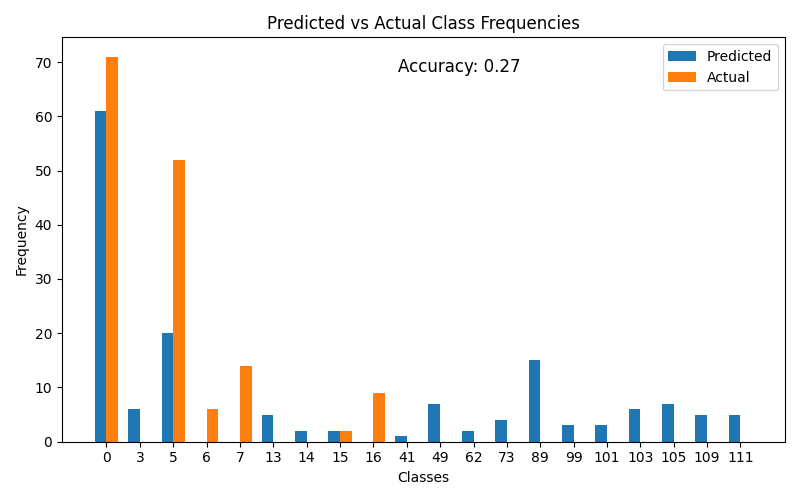 Predicted vs Actual Class Frequencies
Accuracy: 0.27
Predicted
Actual
Frequency
70
60
50
40
30
20
10
0
0 3 5 6 7 13 14 15 16 41 49 62 73 89 99 101 103 105 109 111
Classes